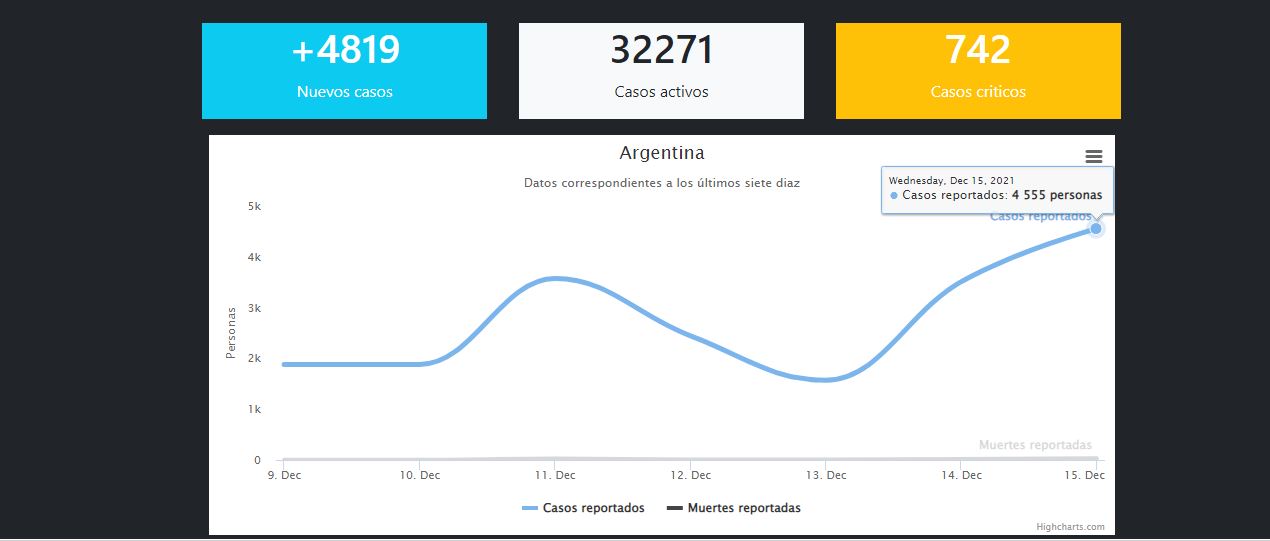 +4819
Nuevos casos
32271
Casos activos
742
Casos criticos
Argentina
Datos correspondientes a los últimos siete diaz
Wednesday, Dec 15, 2021
Casos reportados: 4 555 personas
Casos reportados
5k
4k
3k
2k
1k
0
Personas
Muertes reportadas
9. Dec
10. Dec
11. Dec
12. Dec
13. Dec
14. Dec
15. Dec
Casos reportados
Muertes reportadas
Highcharts.com